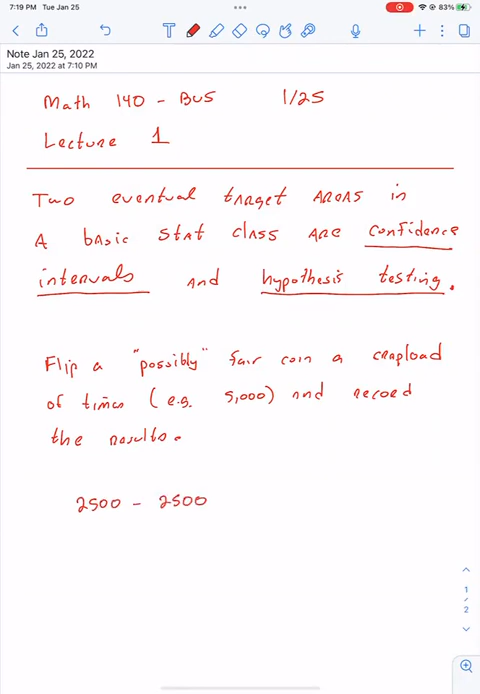 7:19 PM Tue Jan 25
83%
Note Jan 25, 2022
Jan 25, 2022 at 7:10 PM
Math 140 - BUS 1/25
Lecture 1
Two eventual target areas in
a basic stat class are confidence
intervals and hypothesis testing.
Flip a "possibly" fair coin a crapload
of times (e.g. 5,000) and record
the results.
2500 - 2500
1
/
2